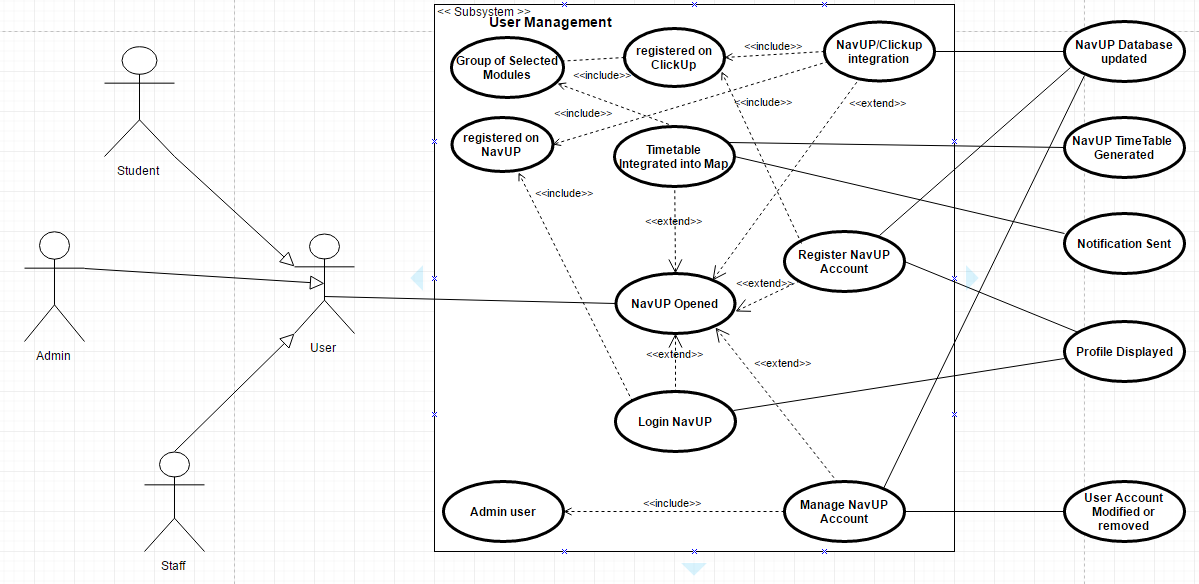 << Subsystem >>
User Management
Group of Selected
Modules
registered on
ClickUp
<<include>>
NavUP/Clickup
integration
NavUP Database
updated
<<include>>
<<include>>
<<extend>>
<<include>>
registered on
NavUP
Timetable
Integrated into Map
NavUP TimeTable
Generated
Student
<<include>>
<<extend>>
Register NavUP
Account
Notification Sent
<<extend>>
NavUP Opened
Admin
User
<<extend>>
<<extend>>
Profile Displayed
Login NavUP
<<include>>
Admin user
Manage NavUP
Account
User Account
Modified or
removed
Staff